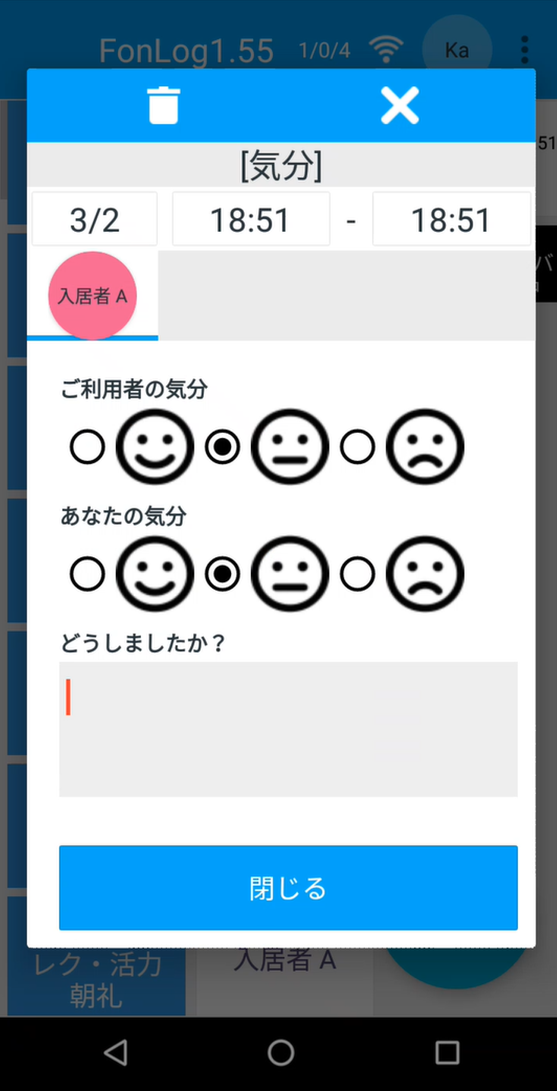 FonLog1.55 1/0/4 Ka
51
[気分]
3/2 18:51 - 18:51
入居者 A
ご利用者の気分
あなたの気分
どうしましたか？
閉じる
レク・活力
朝礼
入居者 A